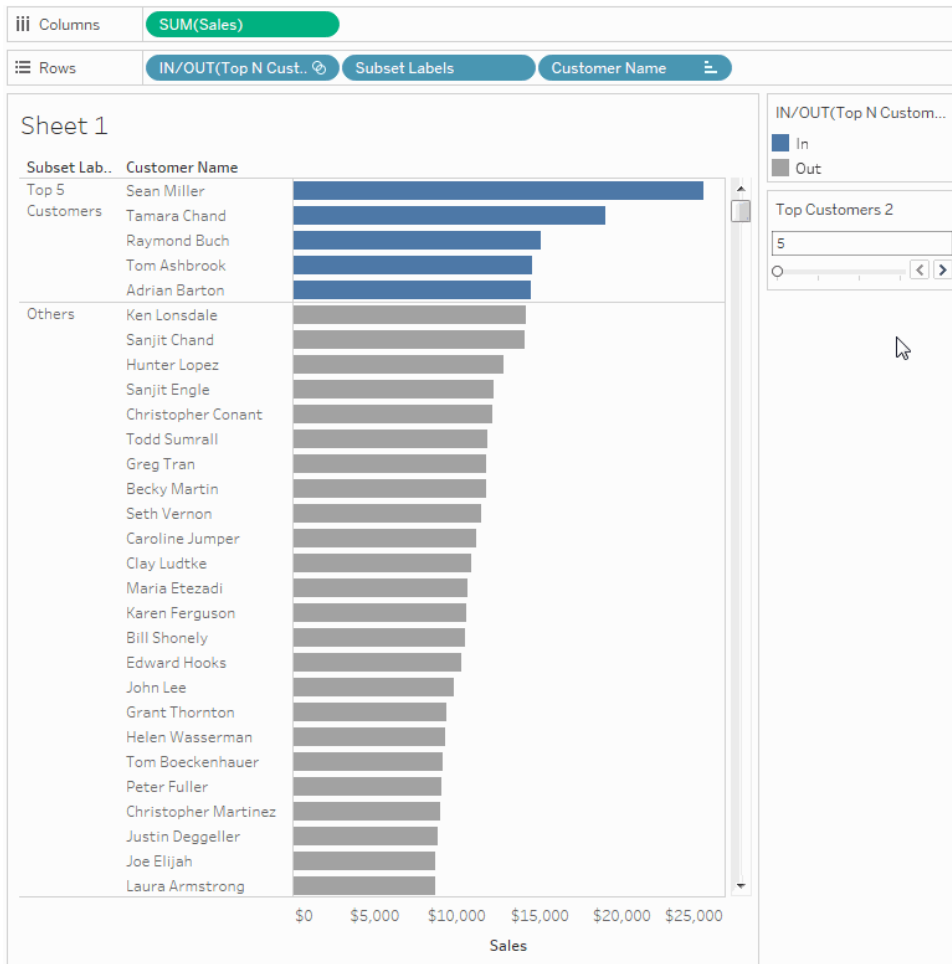 Columns SUM(Sales)
Rows IN/OUT(Top N Cust.. Subset Labels Customer Name
Sheet 1
Subset Lab.. Customer Name
Top 5 Sean Miller
Customers Tamara Chand
Raymond Buch
Tom Ashbrook
Adrian Barton
Others Ken Lonsdale
Sanjit Chand
Hunter Lopez
Sanjit Engle
Christopher Conant
Todd Sumrall
Greg Tran
Becky Martin
Seth Vernon
Caroline Jumper
Clay Ludtke
Maria Etezadi
Karen Ferguson
Bill Shonely
Edward Hooks
John Lee
Grant Thornton
Helen Wasserman
Tom Boeckenhauer
Peter Fuller
Christopher Martinez
Justin Deggeller
Joe Elijah
Laura Armstrong
$0 $5,000 $10,000 $15,000 $20,000 $25,000
Sales
IN/OUT(Top N Custom...
In
Out
Top Customers 2
5